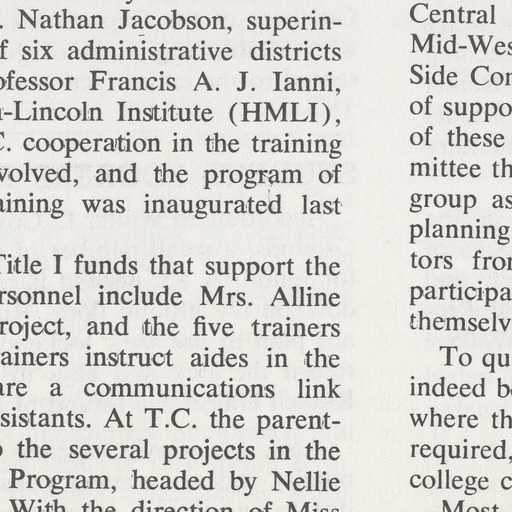 . Nathan Jacobson, superin-
f six administrative districts
ofessor Francis A. J. Ianni,
n-Lincoln Institute (HMLI),
C. cooperation in the training
volved, and the program of
aining was inaugurated last
Title I funds that support the
rsonnel include Mrs. Alline
roject, and the five trainers
ainers instruct aides in the
are a communications link
sistants. At T.C. the parent-
o the several projects in the
Program, headed by Nellie
With the direction of Miss
Central
Mid-Wes
Side Con
of suppo
of these
mittee th
group as
planning
tors fror
participa
themselv
To qu
indeed be
where th
required,
college c
Most